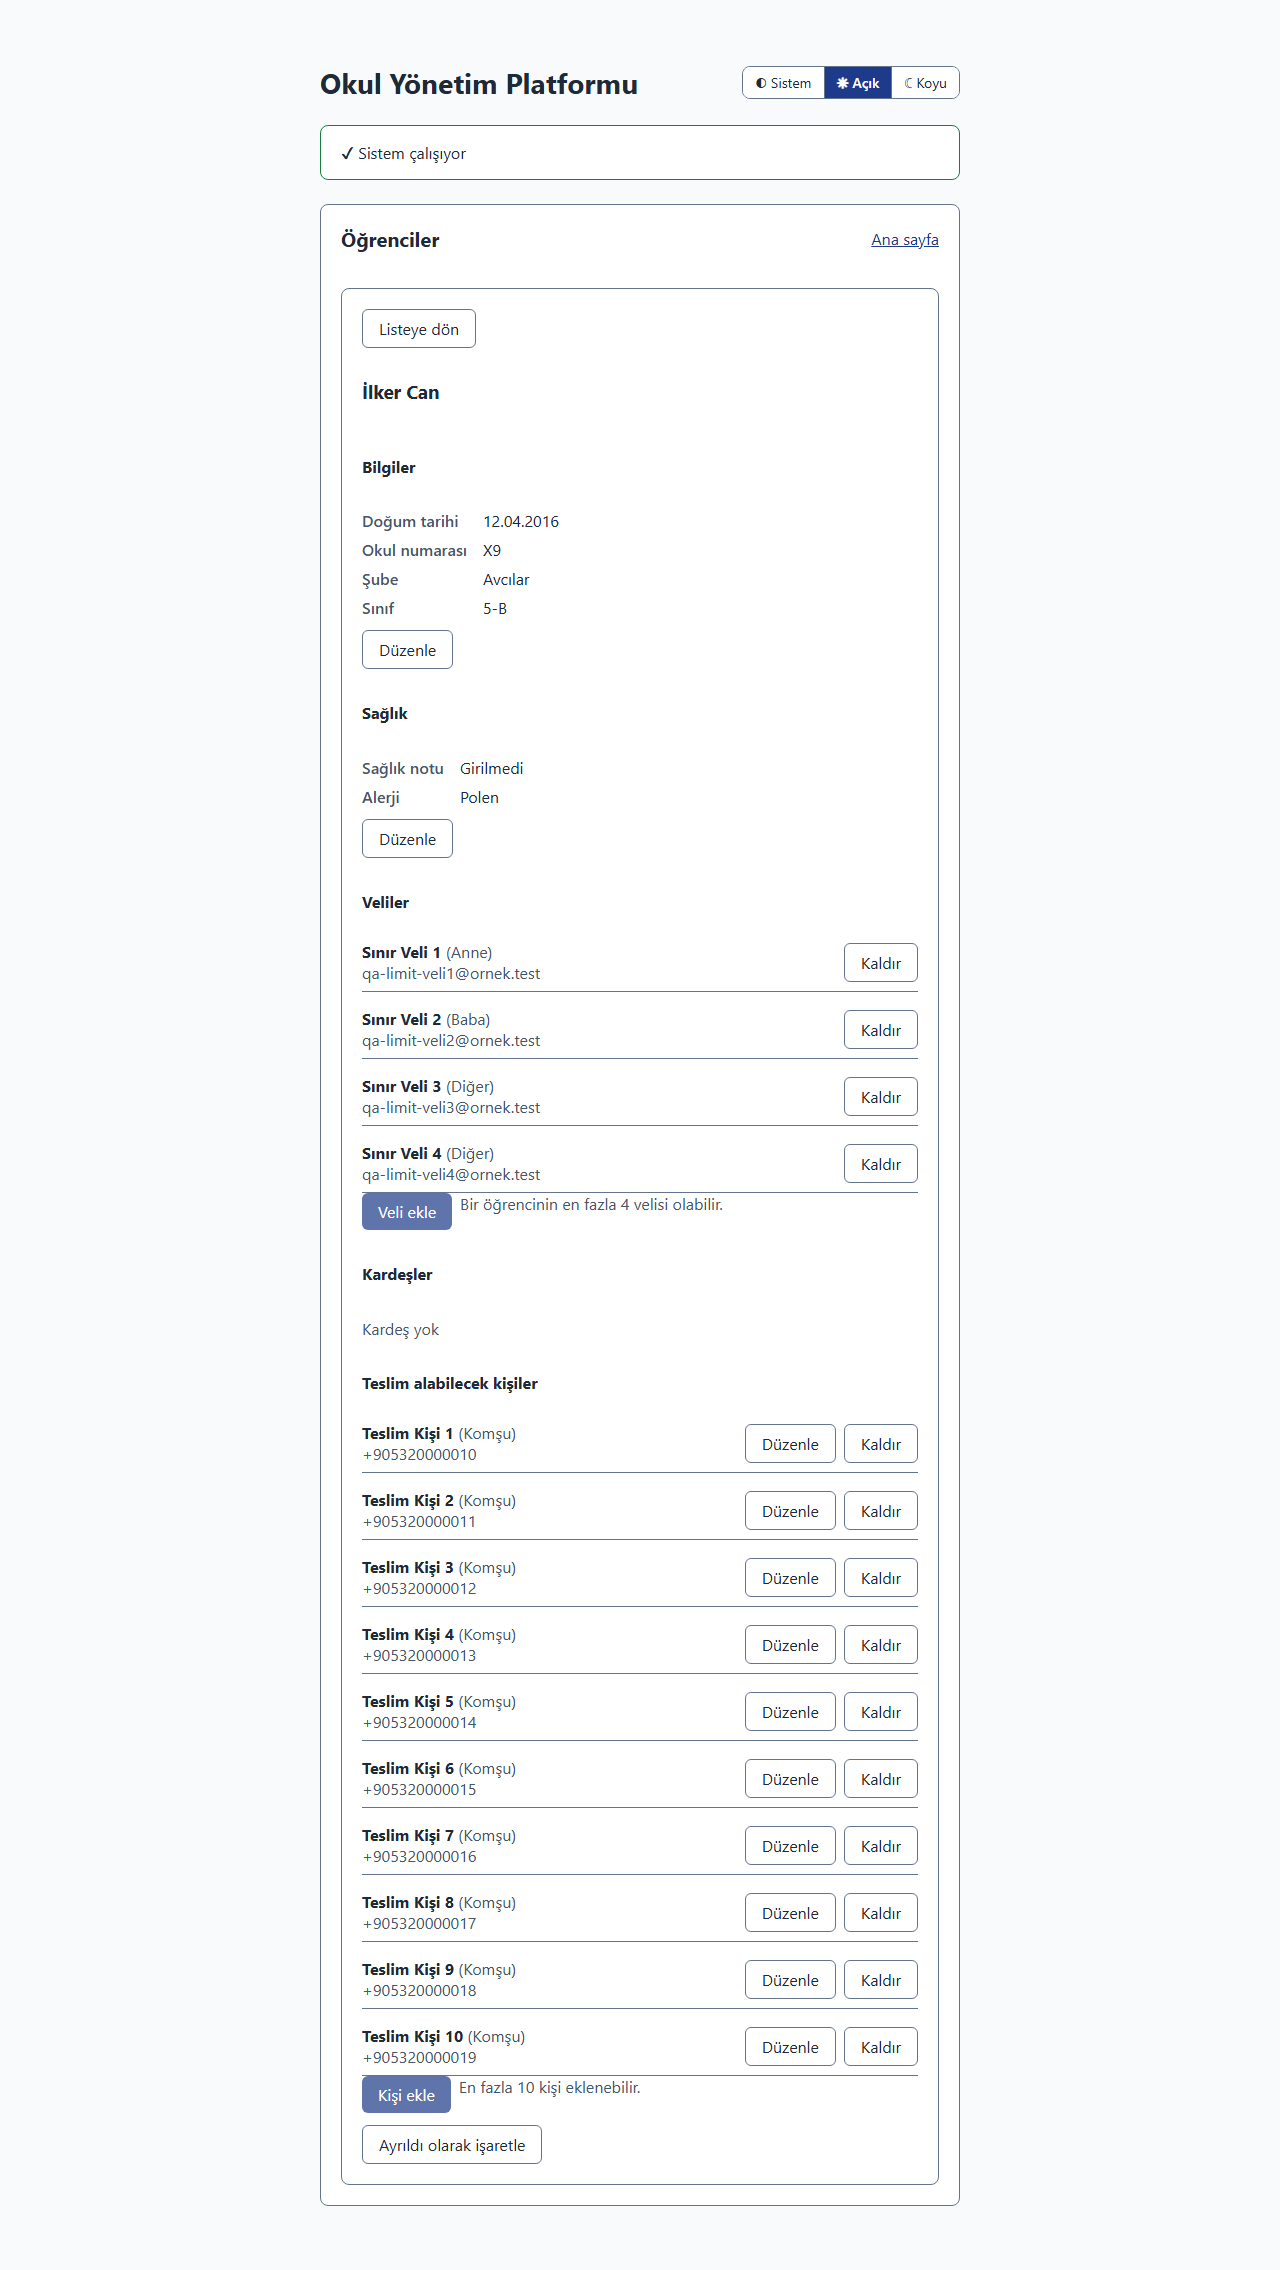 Okul Yönetim Platformu
Sistem
Açık
Koyu
✓ Sistem çalışıyor
Öğrenciler
Ana sayfa
Listeye dön
İlker Can
Bilgiler
Doğum tarihi 12.04.2016
Okul numarası X9
Şube Avcılar
Sınıf 5-B
Düzenle
Sağlık
Sağlık notu Girilmedi
Alerji Polen
Düzenle
Veliler
Sınır Veli 1 (Anne)
qa-limit-veli1@ornek.test
Kaldır
Sınır Veli 2 (Baba)
qa-limit-veli2@ornek.test
Kaldır
Sınır Veli 3 (Diğer)
qa-limit-veli3@ornek.test
Kaldır
Sınır Veli 4 (Diğer)
qa-limit-veli4@ornek.test
Kaldır
Veli ekle
Bir öğrencinin en fazla 4 velisi olabilir.
Kardeşler
Kardeş yok
Teslim alabilecek kişiler
Teslim Kişi 1 (Komşu)
+905320000010
Düzenle
Kaldır
Teslim Kişi 2 (Komşu)
+905320000011
Düzenle
Kaldır
Teslim Kişi 3 (Komşu)
+905320000012
Düzenle
Kaldır
Teslim Kişi 4 (Komşu)
+905320000013
Düzenle
Kaldır
Teslim Kişi 5 (Komşu)
+905320000014
Düzenle
Kaldır
Teslim Kişi 6 (Komşu)
+905320000015
Düzenle
Kaldır
Teslim Kişi 7 (Komşu)
+905320000016
Düzenle
Kaldır
Teslim Kişi 8 (Komşu)
+905320000017
Düzenle
Kaldır
Teslim Kişi 9 (Komşu)
+905320000018
Düzenle
Kaldır
Teslim Kişi 10 (Komşu)
+905320000019
Düzenle
Kaldır
Kişi ekle
En fazla 10 kişi eklenebilir.
Ayrıldı olarak işaretle